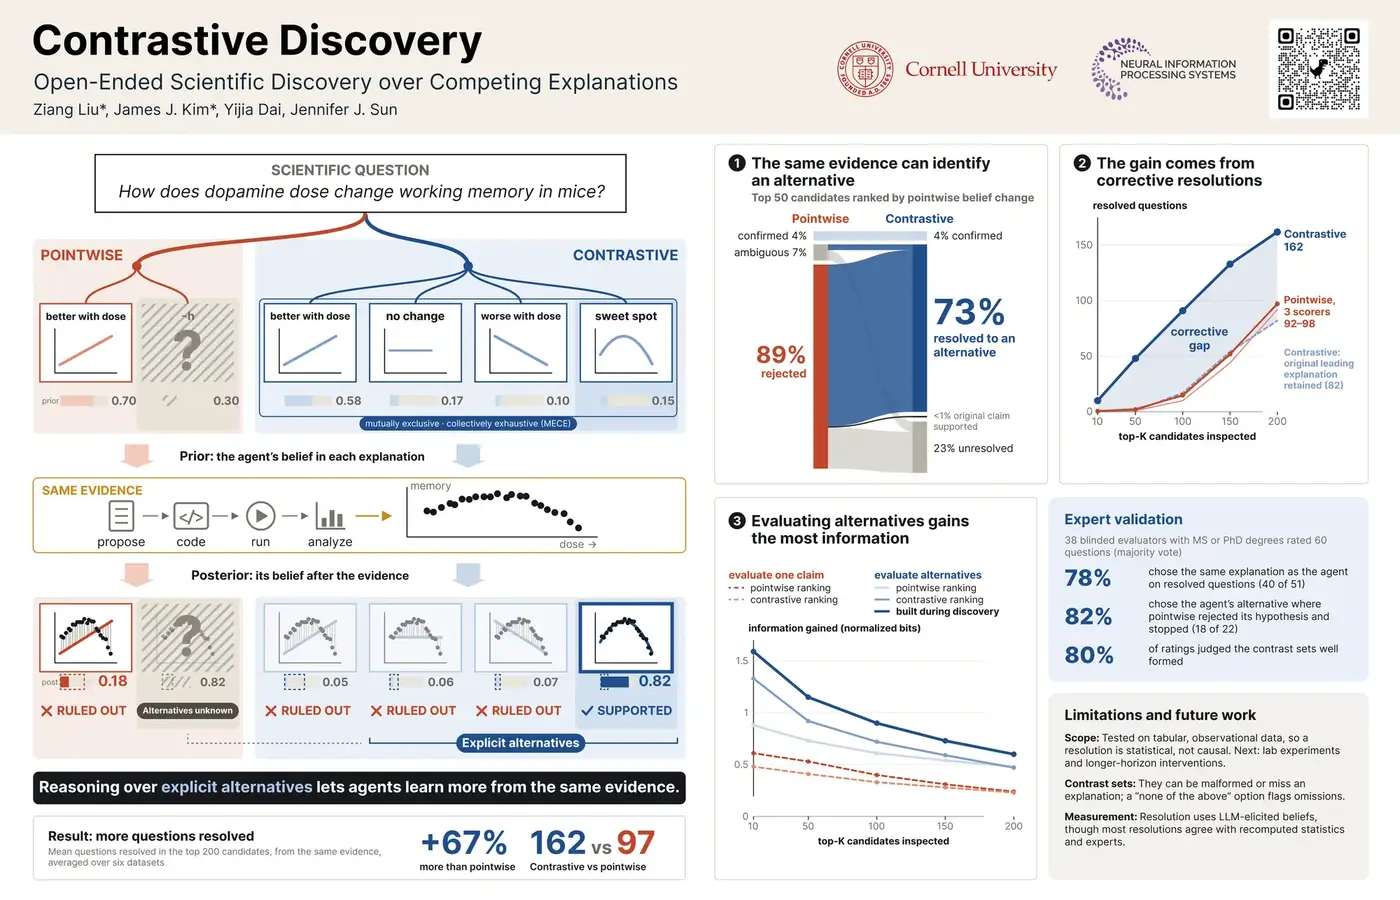 Contrastive Discovery
Open-Ended Scientific Discovery over Competing Explanations
Ziang Liu*, James J. Kim*, Yijia Dai, Jennifer J. Sun
CORNELL UNIVERSITY
FOUNDED A.D. 1865
Cornell University
NEURAL INFORMATION
PROCESSING SYSTEMS
SCIENTIFIC QUESTION
How does dopamine dose change working memory in mice?
POINTWISE
CONTRASTIVE
better with dose
¬h
?
better with dose
no change
worse with dose
sweet spot
prior 0.70
0.30
0.58
0.17
0.10
0.15
mutually exclusive · collectively exhaustive (MECE)
Prior: the agent's belief in each explanation
SAME EVIDENCE
propose
code
run
analyze
memory
dose →
Posterior: its belief after the evidence
?
post 0.18
0.82
0.05
0.06
0.07
0.82
RULED OUT
Alternatives unknown
RULED OUT
RULED OUT
RULED OUT
SUPPORTED
Explicit alternatives
Reasoning over explicit alternatives lets agents learn more from the same evidence.
Result: more questions resolved
Mean questions resolved in the top 200 candidates, from the same evidence,
averaged over six datasets
+67%
more than pointwise
162 vs 97
Contrastive vs pointwise
1 The same evidence can identify
an alternative
Top 50 candidates ranked by pointwise belief change
Pointwise
Contrastive
confirmed 4%
4% confirmed
ambiguous 7%
89%
rejected
73%
resolved to an
alternative
<1% original claim
supported
23% unresolved
2 The gain comes from
corrective resolutions
resolved questions
150
100
50
0
10
50
100
150
200
top-K candidates inspected
corrective
gap
Contrastive
162
Pointwise,
3 scorers
92–98
Contrastive:
original leading
explanation
retained (82)
3 Evaluating alternatives gains
the most information
evaluate one claim
pointwise ranking
contrastive ranking
evaluate alternatives
pointwise ranking
contrastive ranking
built during discovery
information gained (normalized bits)
1.5
1
0.5
0
10
50
100
150
200
top-K candidates inspected
Expert validation
38 blinded evaluators with MS or PhD degrees rated 60
questions (majority vote)
78%
chose the same explanation as the agent
on resolved questions (40 of 51)
82%
chose the agent's alternative where
pointwise rejected its hypothesis and
stopped (18 of 22)
80%
of ratings judged the contrast sets well
formed
Limitations and future work
Scope: Tested on tabular, observational data, so a
resolution is statistical, not causal. Next: lab experiments
and longer-horizon interventions.
Contrast sets: They can be malformed or miss an
explanation; a "none of the above" option flags omissions.
Measurement: Resolution uses LLM-elicited beliefs,
though most resolutions agree with recomputed statistics
and experts.